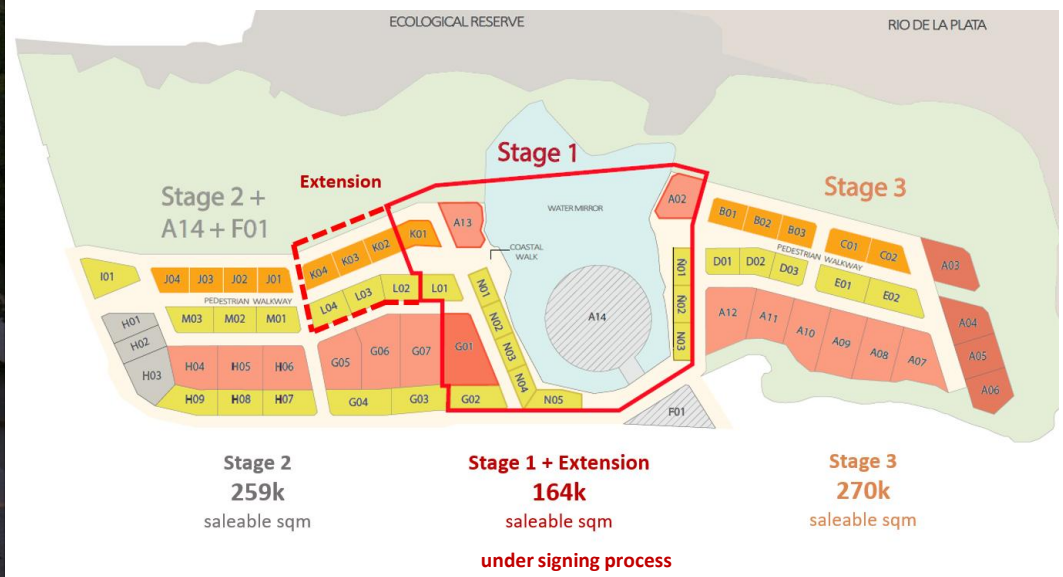 ECOLOGICAL RESERVE
RIO DE LA PLATA
Stage 1
Extension
Stage 2 +
A14 + F01
Stage 3
WATER MIRROR
COASTAL
WALK
A02
A13
K01
K02
K03
K04
L01
L02
L03
L04
I01
J04
J03
J02
J01
PEDESTRIAN WALKWAY
M03
M02
M01
H01
H02
H03
H04
H05
H06
H09
H08
H07
G05
G06
G07
G01
G04
G03
G02
N01
N02
N03
N04
N05
A14
N01
N02
N03
F01
B01
B02
B03
C01
C02
PEDESTRIAN WALKWAY
D01
D02
D03
E01
E02
A03
A12
A11
A10
A09
A08
A07
A04
A05
A06
Stage 2
259k
saleable sqm
Stage 1 + Extension
164k
saleable sqm
under signing process
Stage 3
270k
saleable sqm